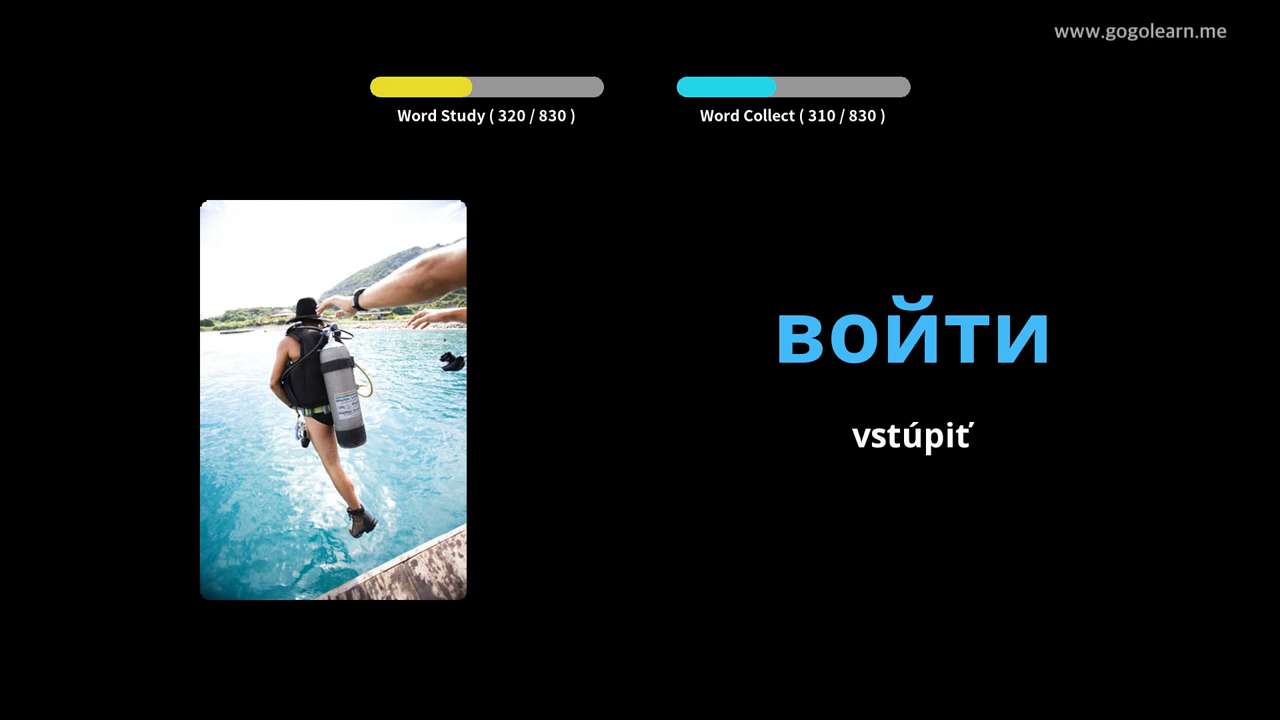 www.gogolearn.me
Word Study ( 320 / 830 )
Word Collect ( 310 / 830 )
войти
vstúpiť